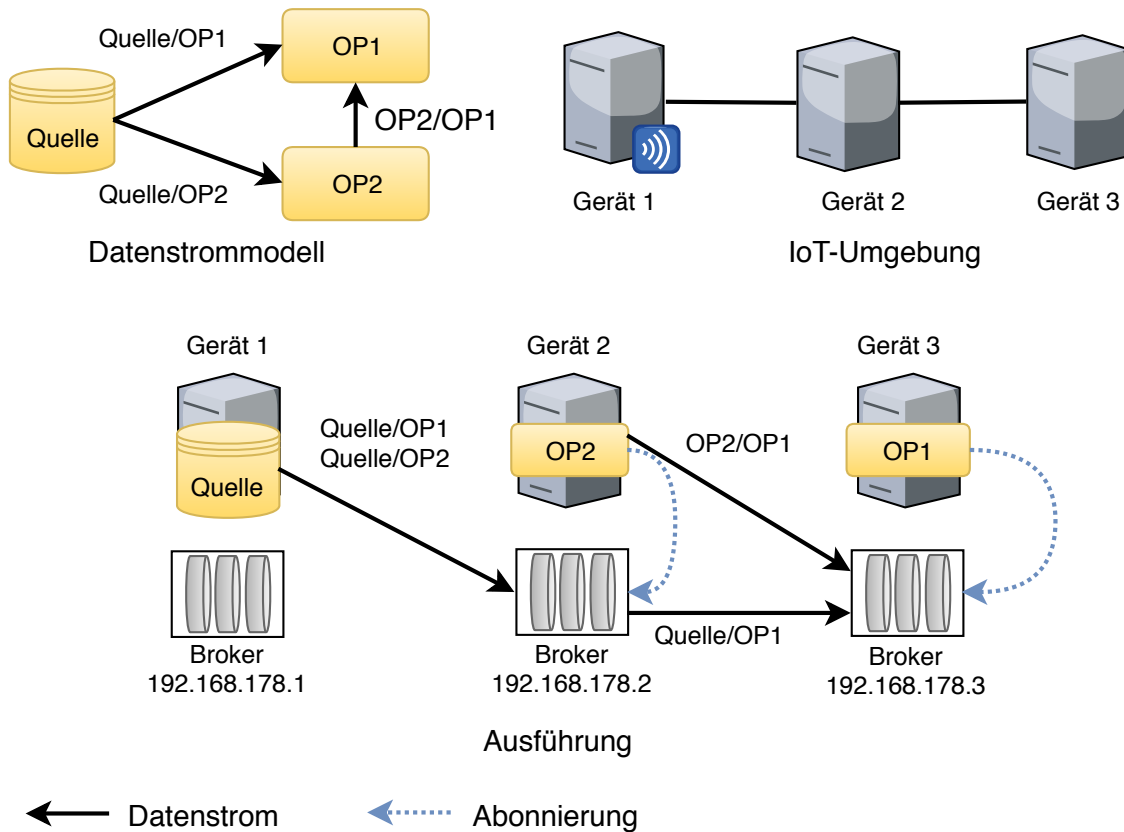 Quelle/OP1
OP1
Quelle
OP2/OP1
Quelle/OP2
OP2
Datenstrommodell
Gerät 1
Gerät 2
Gerät 3
IoT-Umgebung
Gerät 1
Gerät 2
Gerät 3
Quelle/OP1
Quelle/OP2
Quelle
OP2
OP2/OP1
OP1
Quelle/OP1
Broker
192.168.178.1
Broker
192.168.178.2
Broker
192.168.178.3
Ausführung
Datenstrom
Abonnierung